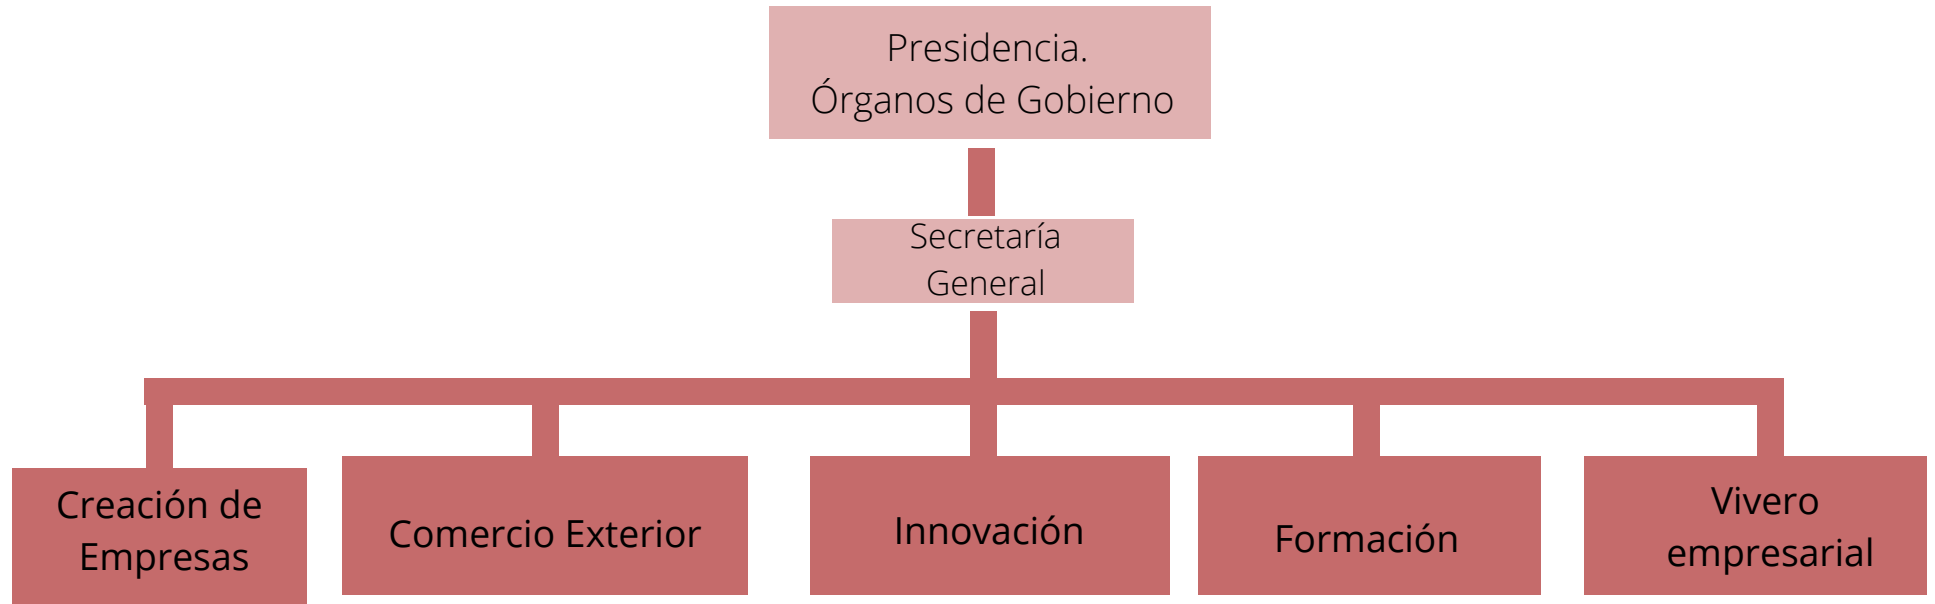 Presidencia.
Órganos de Gobierno
Secretaría
General
Creación de
Empresas
Comercio Exterior
Innovación
Formación
Vivero
empresarial